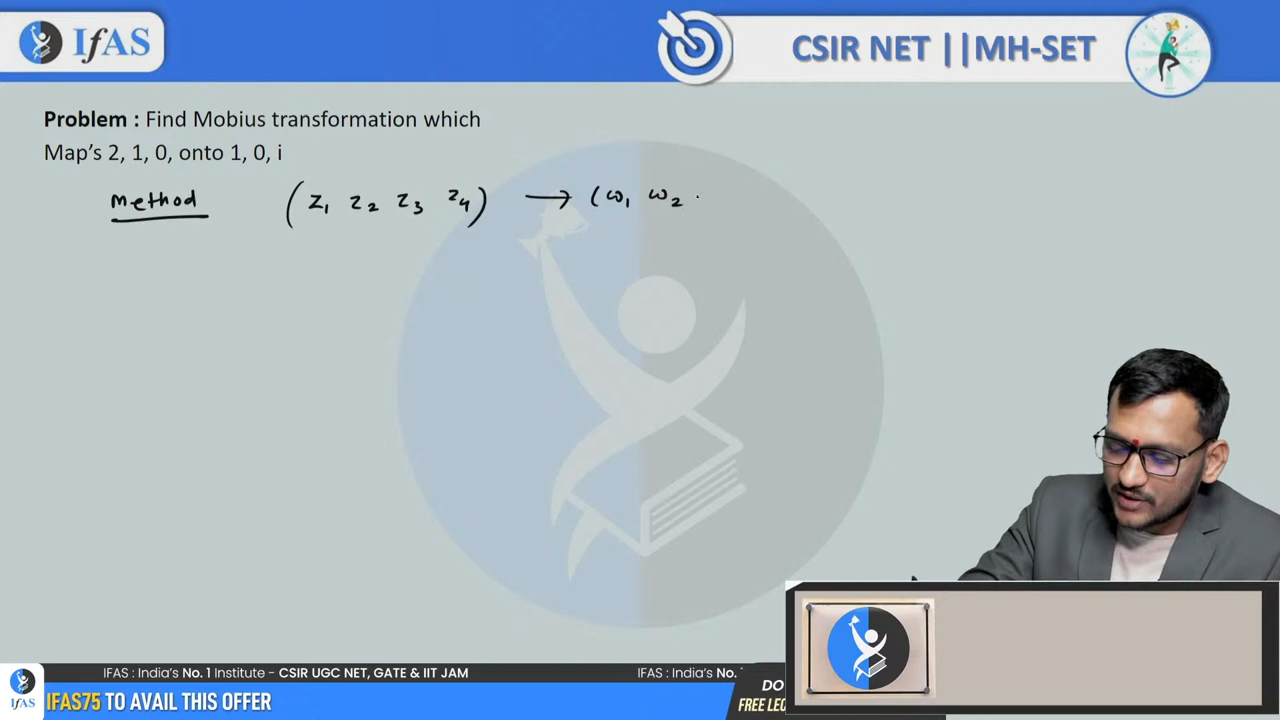 IfAS
CSIR NET ||MH-SET
Problem : Find Mobius transformation which
Map's 2, 1, 0, onto 1, 0, i
Method (z₁ z₂ z₃ z₄) → (ω₁ ω₂ .
IFAS : India's No. 1 Institute - CSIR UGC NET, GATE & IIT JAM
IFAS : India's No.
IfAS
IFAS75 TO AVAIL THIS OFFER
DO
FREE LEC